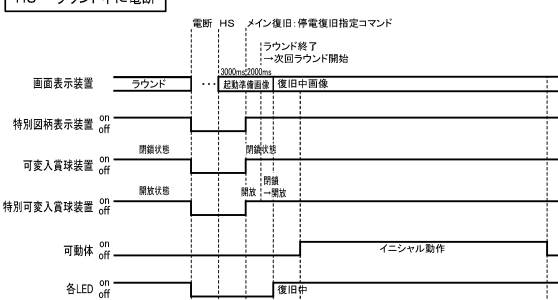 HS ラウンド中に電断
電断 HS メイン復旧：停電復旧指定コマンド
ラウンド終了
→次回ラウンド開始
3000ms 2000ms
画面表示装置 ラウンド … 起動準備画像 復旧中画像
特別図柄表示装置 on
off
可変入賞球装置 on 閉鎖状態 閉鎖状態
off
特別可変入賞球装置 on 開放状態 開放 閉鎖
→開放
off
可動体 on イニシャル動作
off
各LED on 復旧中
off